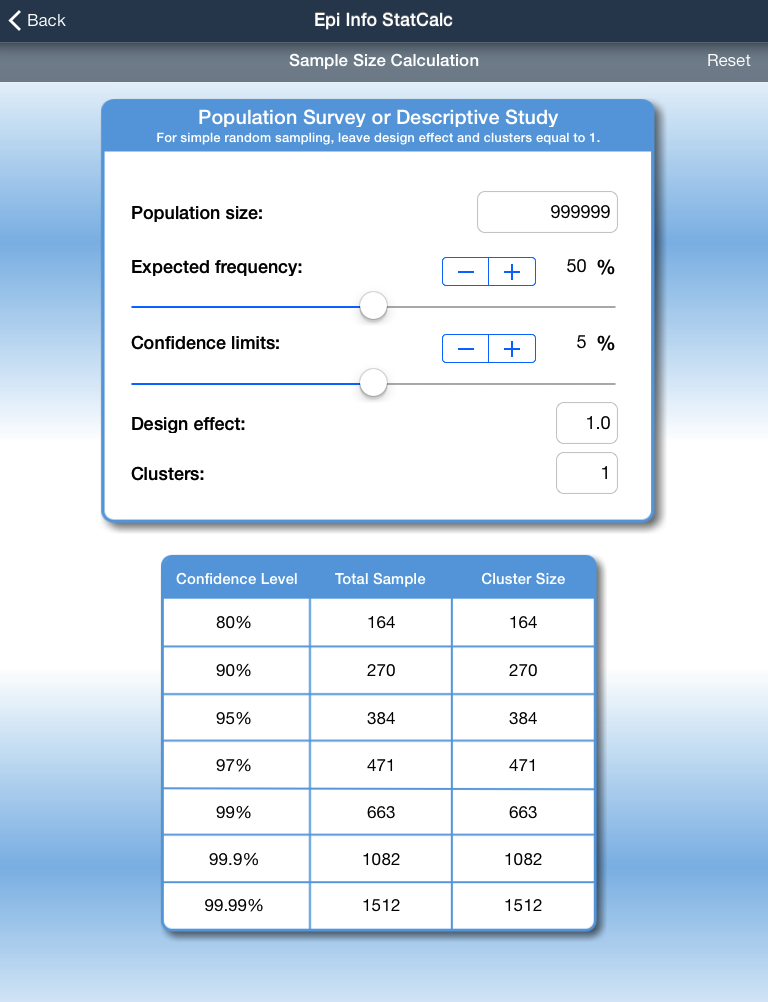 Back Epi Info StatCalc
Sample Size Calculation Reset
Population Survey or Descriptive Study
For simple random sampling, leave design effect and clusters equal to 1.
Population size: 999999
Expected frequency: − + 50 %
Confidence limits: − + 5 %
Design effect: 1.0
Clusters: 1
Confidence Level Total Sample Cluster Size
80% 164 164
90% 270 270
95% 384 384
97% 471 471
99% 663 663
99.9% 1082 1082
99.99% 1512 1512